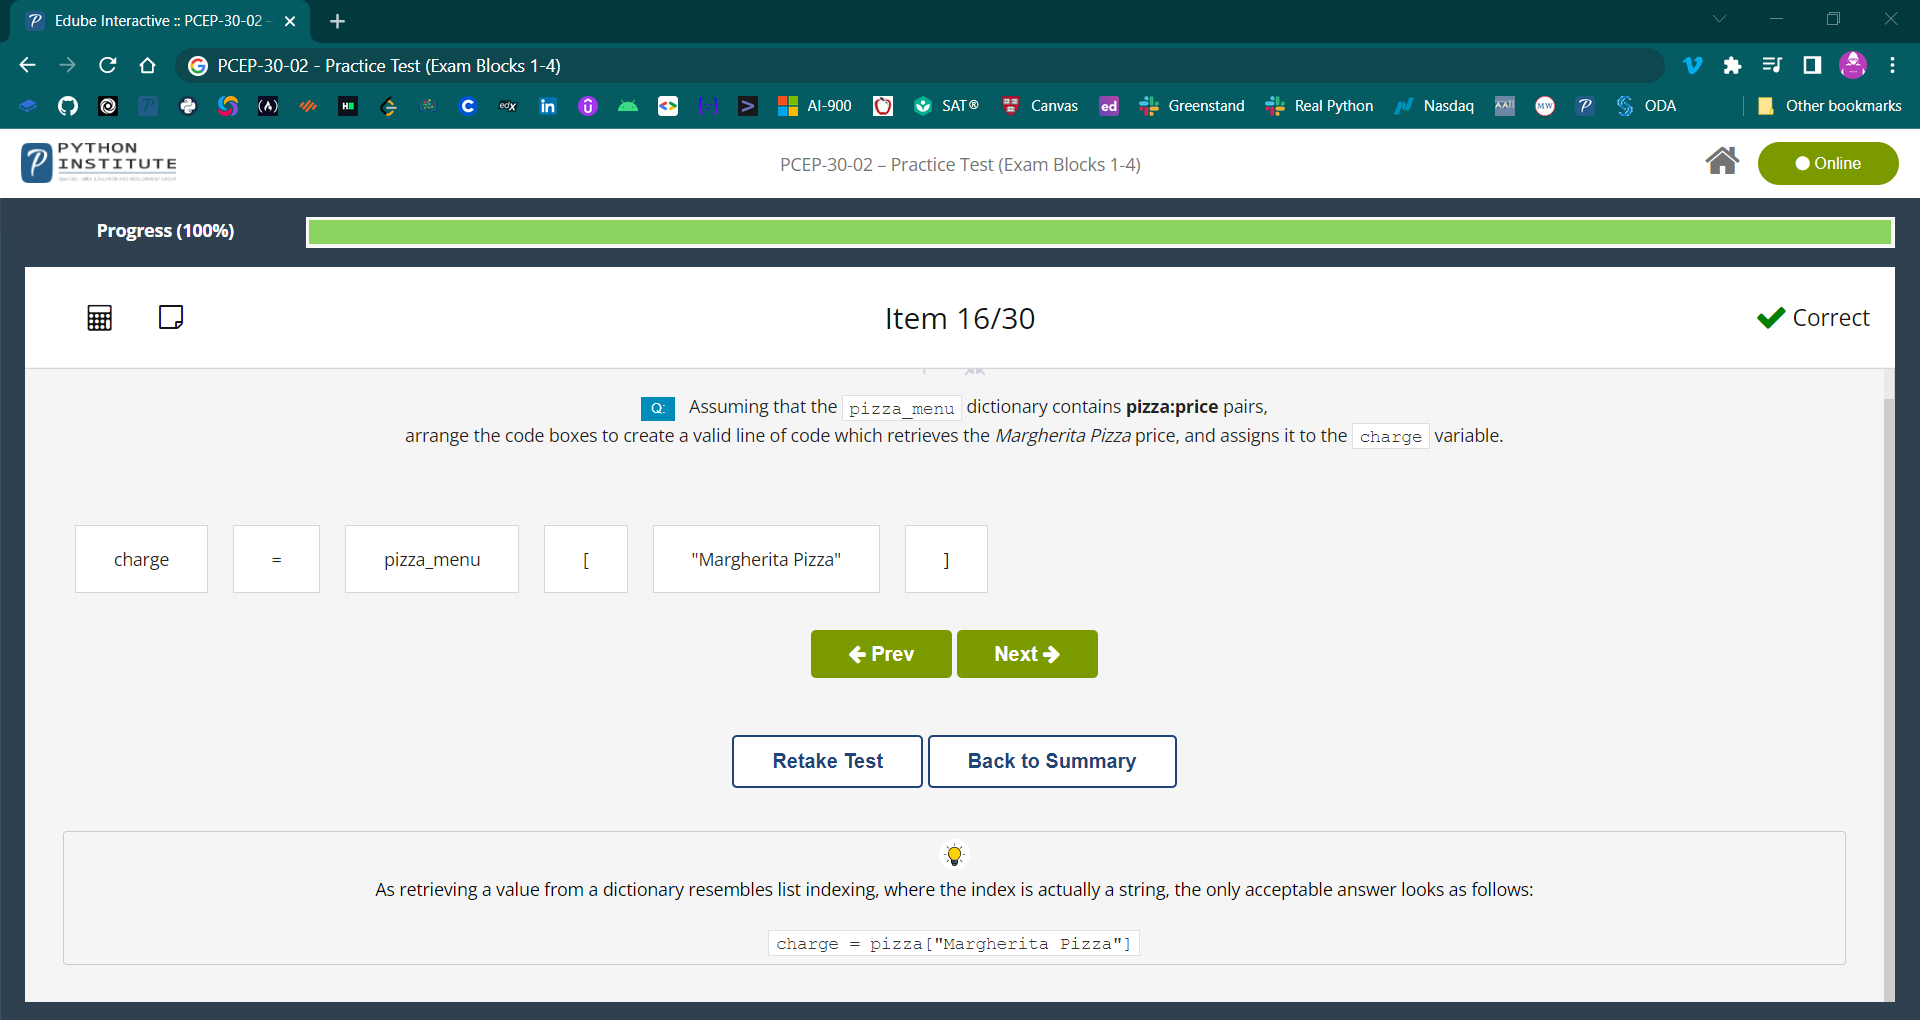 Edube Interactive :: PCEP-30-02 -
PCEP-30-02 - Practice Test (Exam Blocks 1-4)
AI-900
SAT®
Canvas
ed
Greenstand
Real Python
Nasdaq
MW
ODA
Other bookmarks
PYTHON
INSTITUTE
PCEP-30-02 – Practice Test (Exam Blocks 1-4)
Online
Progress (100%)
Item 16/30
Correct
Q: Assuming that the pizza_menu dictionary contains pizza:price pairs,
arrange the code boxes to create a valid line of code which retrieves the Margherita Pizza price, and assigns it to the charge variable.
charge = pizza_menu [ "Margherita Pizza" ]
Prev Next
Retake Test Back to Summary
As retrieving a value from a dictionary resembles list indexing, where the index is actually a string, the only acceptable answer looks as follows:
charge = pizza["Margherita Pizza"]